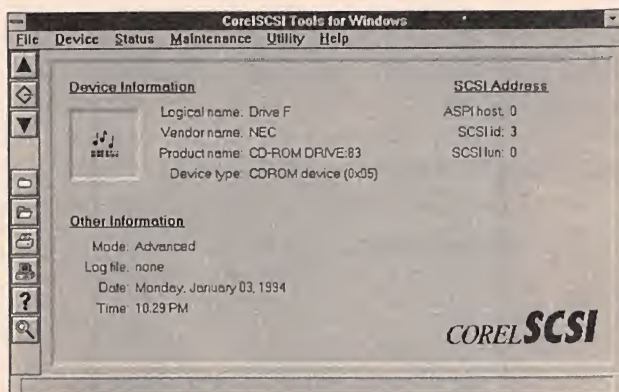 CorelSCSI Tools for Windows
File Device Status Maintenance Utility Help
Device Information
Logical name: Drive F
Vendor name: NEC
Product name: CD-ROM DRIVE:83
Device type: CDROM device (0x05)
SCSI Address
ASPI host: 0
SCSI id: 3
SCSI lun: 0
Other Information
Mode: Advanced
Log file: none
Date: Monday, January 03, 1994
Time: 10:29 PM
?
COREL SCSI